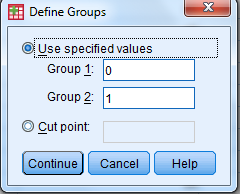 Define Groups
Use specified values
Group 1: 0
Group 2: 1
Cut point:
Continue Cancel Help